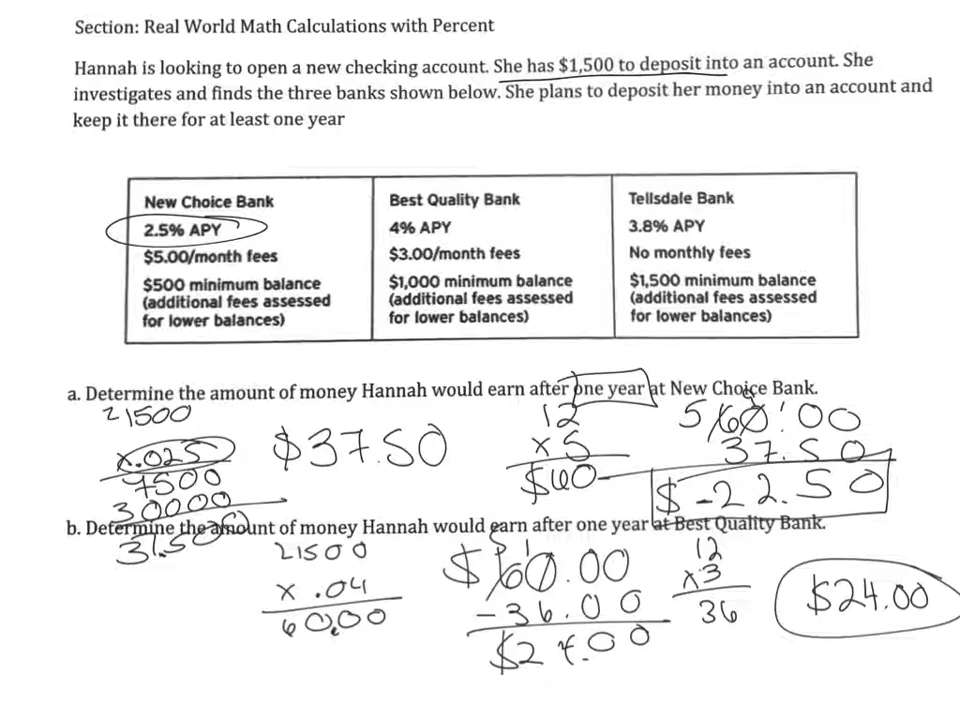 Section: Real World Math Calculations with Percent
Hannah is looking to open a new checking account. She has $1,500 to deposit into an account. She
investigates and finds the three banks shown below. She plans to deposit her money into an account and
keep it there for at least one year
New Choice Bank
2.5% APY
$5.00/month fees
$500 minimum balance
(additional fees assessed
for lower balances)
Best Quality Bank
4% APY
$3.00/month fees
$1,000 minimum balance
(additional fees assessed
for lower balances)
Tellsdale Bank
3.8% APY
No monthly fees
$1,500 minimum balance
(additional fees assessed
for lower balances)
a. Determine the amount of money Hannah would earn after one year at New Choice Bank.
21500
x.025
7500
30000
37.50
$37.50
12
x5
$60
60.00
37.50
$-22.50
b. Determine the amount of money Hannah would earn after one year at Best Quality Bank.
21500
x .04
60.00
$60.00
-36.00
$24.00
12
x3
36
$24.00